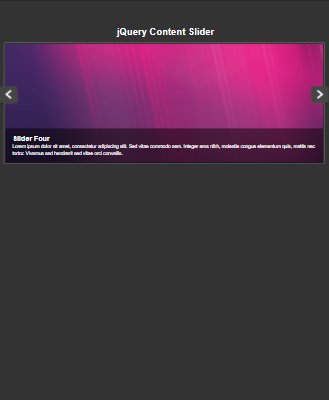 jQuery Content Slider
Slider Four
Lorem ipsum dolor sit amet, consectetur adipiscing elit. Sed vitae commodo sem. Integer eros nibh, molestie congue elementum quis, mattis nec
tortor. Vivamus sed hendrerit sed vitae orci convallis.